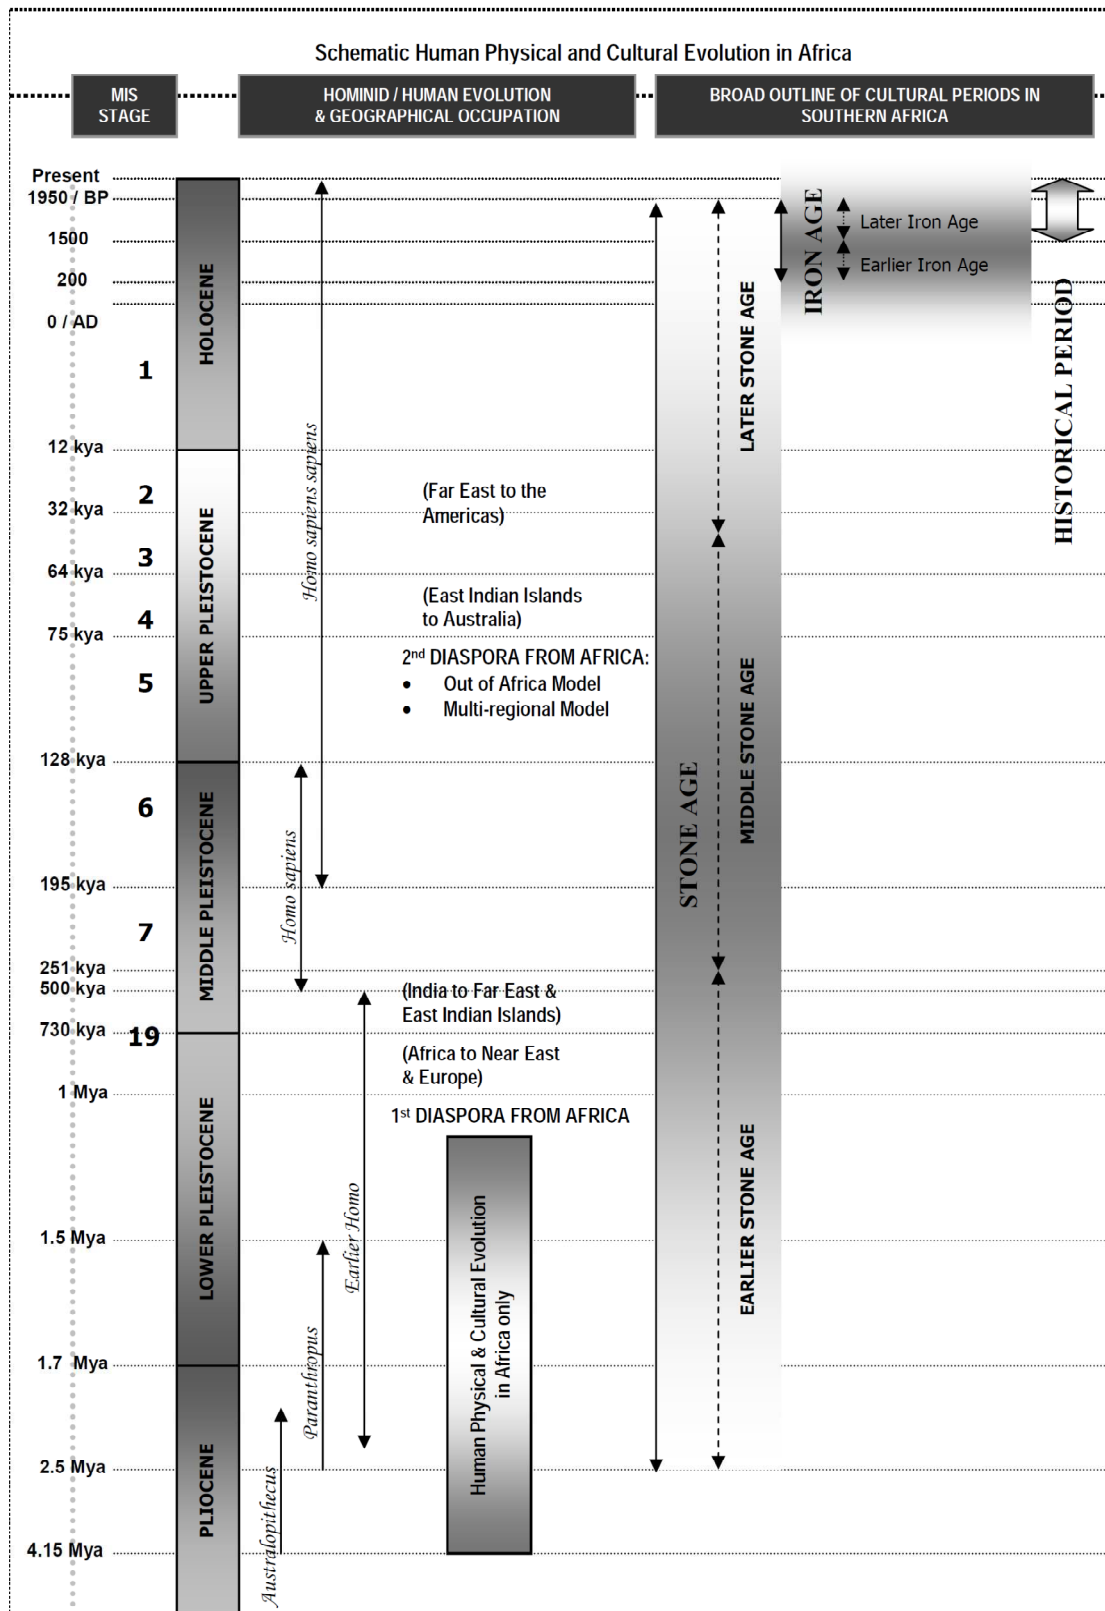 Schematic Human Physical and Cultural Evolution in Africa
MIS
STAGE
HOMINID / HUMAN EVOLUTION
& GEOGRAPHICAL OCCUPATION
BROAD OUTLINE OF CULTURAL PERIODS IN
SOUTHERN AFRICA
Present
1950 / BP
1500
200
0 / AD
12 kya
32 kya
64 kya
75 kya
128 kya
195 kya
251 kya
500 kya
730 kya
1 Mya
1.5 Mya
1.7 Mya
2.5 Mya
4.15 Mya
1
2
3
4
5
6
7
19
HOLOCENE
UPPER PLEISTOCENE
MIDDLE PLEISTOCENE
LOWER PLEISTOCENE
PLIOCENE
Homo sapiens sapiens
Homo sapiens
Earlier Homo
Paranthropus
Australopithecus
(Far East to the
Americas)
(East Indian Islands
to Australia)
2nd DIASPORA FROM AFRICA:
• Out of Africa Model
• Multi-regional Model
(India to Far East &
East Indian Islands)
(Africa to Near East
& Europe)
1st DIASPORA FROM AFRICA
Human Physical & Cultural Evolution
in Africa only
STONE AGE
LATER STONE AGE
MIDDLE STONE AGE
EARLIER STONE AGE
IRON AGE
Later Iron Age
Earlier Iron Age
HISTORICAL PERIOD